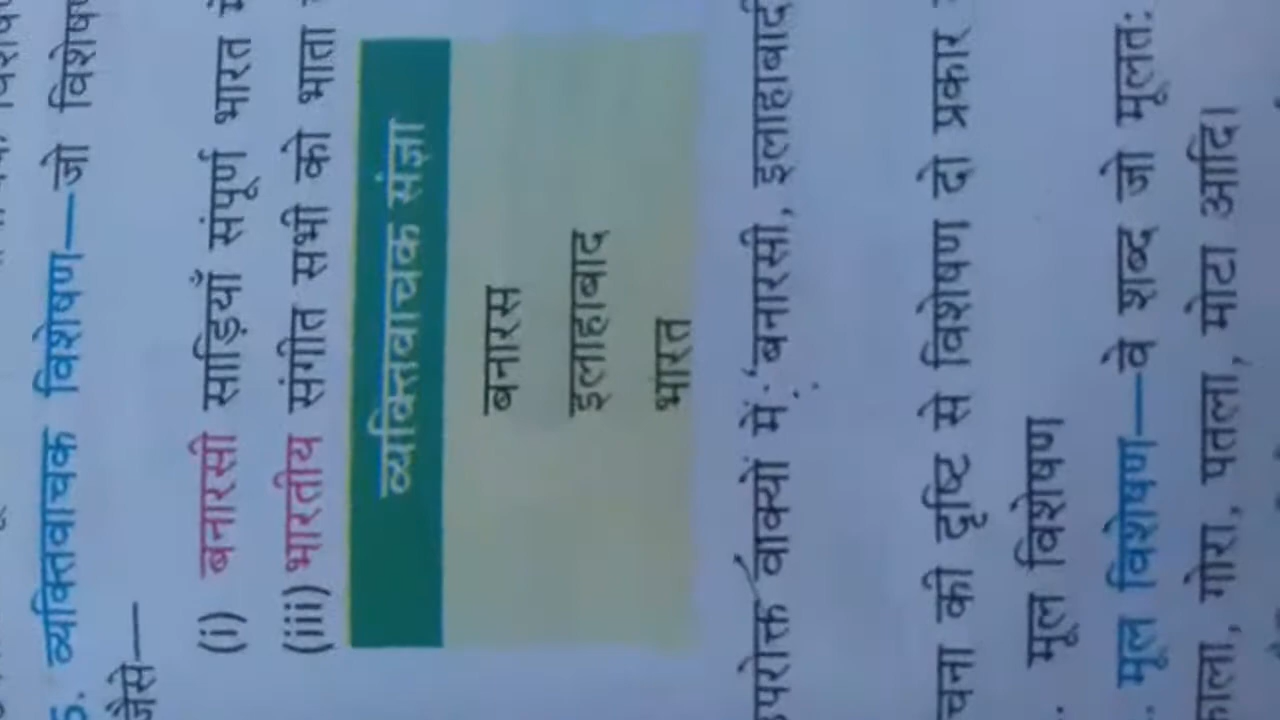 व्यक्तिवाचक विशेषण—जो विशेषण
जैसे—
(i) बनारसी साड़ियाँ संपूर्ण भारत में
(iii) भारतीय संगीत सभी को भाता
व्यक्तिवाचक संज्ञा
बनारस
इलाहाबाद
भारत
उपरोक्त वाक्यों में 'बनारसी, इलाहाबादी
रचना की दृष्टि से विशेषण दो प्रकार
मूल विशेषण
. मूल विशेषण—वे शब्द जो मूलतः
काला, गोरा, पतला, मोटा आदि।